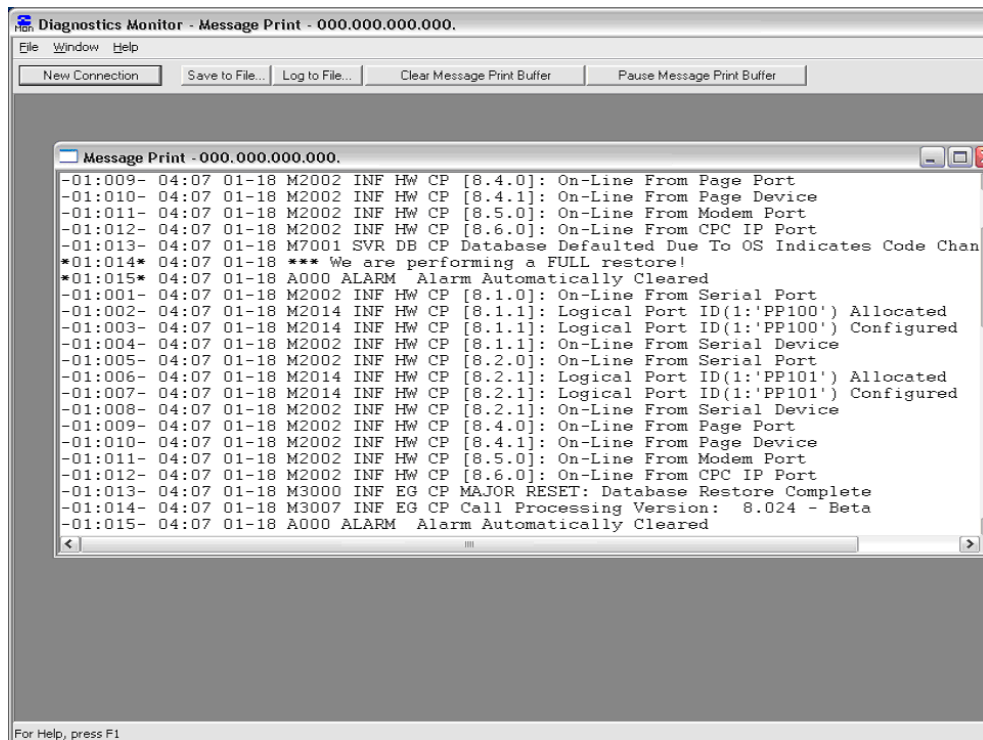 Diagnostics Monitor - Message Print - 000.000.000.000.
File Window Help
New Connection Save to File... Log to File... Clear Message Print Buffer Pause Message Print Buffer
Message Print - 000.000.000.000.
-01:009- 04:07 01-18 M2002 INF HW CP [8.4.0]: On-Line From Page Port
-01:010- 04:07 01-18 M2002 INF HW CP [8.4.1]: On-Line From Page Device
-01:011- 04:07 01-18 M2002 INF HW CP [8.5.0]: On-Line From Modem Port
-01:012- 04:07 01-18 M2002 INF HW CP [8.6.0]: On-Line From CPC IP Port
-01:013- 04:07 01-18 M7001 SVR DB CP Database Defaulted Due To OS Indicates Code Chan
*01:014* 04:07 01-18 *** We are performing a FULL restore!
*01:015* 04:07 01-18 A000 ALARM  Alarm Automatically Cleared
-01:001- 04:07 01-18 M2002 INF HW CP [8.1.0]: On-Line From Serial Port
-01:002- 04:07 01-18 M2014 INF HW CP [8.1.1]: Logical Port ID(1:'PP100') Allocated
-01:003- 04:07 01-18 M2014 INF HW CP [8.1.1]: Logical Port ID(1:'PP100') Configured
-01:004- 04:07 01-18 M2002 INF HW CP [8.1.1]: On-Line From Serial Device
-01:005- 04:07 01-18 M2002 INF HW CP [8.2.0]: On-Line From Serial Port
-01:006- 04:07 01-18 M2014 INF HW CP [8.2.1]: Logical Port ID(1:'PP101') Allocated
-01:007- 04:07 01-18 M2014 INF HW CP [8.2.1]: Logical Port ID(1:'PP101') Configured
-01:008- 04:07 01-18 M2002 INF HW CP [8.2.1]: On-Line From Serial Device
-01:009- 04:07 01-18 M2002 INF HW CP [8.4.0]: On-Line From Page Port
-01:010- 04:07 01-18 M2002 INF HW CP [8.4.1]: On-Line From Page Device
-01:011- 04:07 01-18 M2002 INF HW CP [8.5.0]: On-Line From Modem Port
-01:012- 04:07 01-18 M2002 INF HW CP [8.6.0]: On-Line From CPC IP Port
-01:013- 04:07 01-18 M3000 INF EG CP MAJOR RESET: Database Restore Complete
-01:014- 04:07 01-18 M3007 INF EG CP Call Processing Version:  8.024 - Beta
-01:015- 04:07 01-18 A000 ALARM  Alarm Automatically Cleared
For Help, press F1